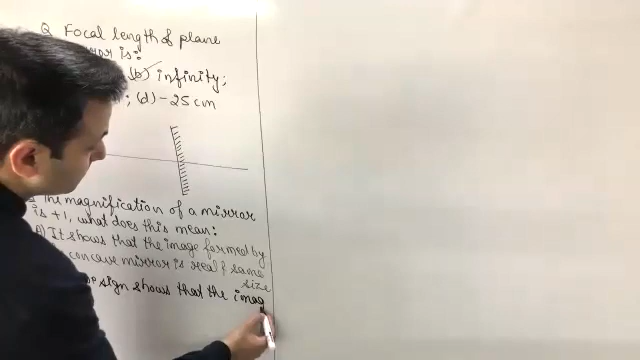 Q Focal length of plane
is:
(b) infinity;
; (d) -25 cm
The magnification of a mirror
is +1, what does this mean:
A) It shows that the image formed by
concave mirror is real & same
size
sign shows that the imag